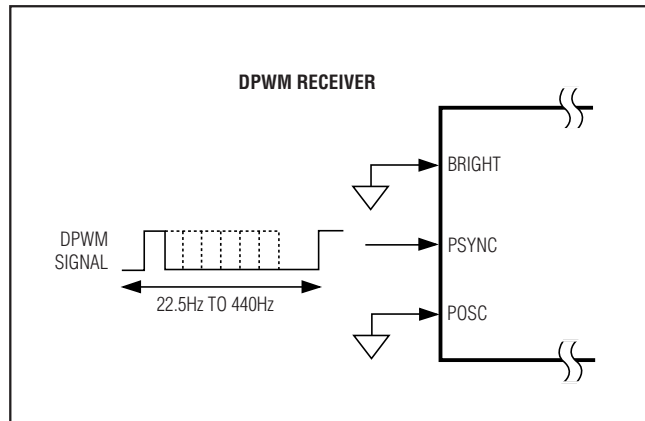 DPWM RECEIVER
BRIGHT
DPWM
SIGNAL
PSYNC
22.5Hz TO 440Hz
POSC